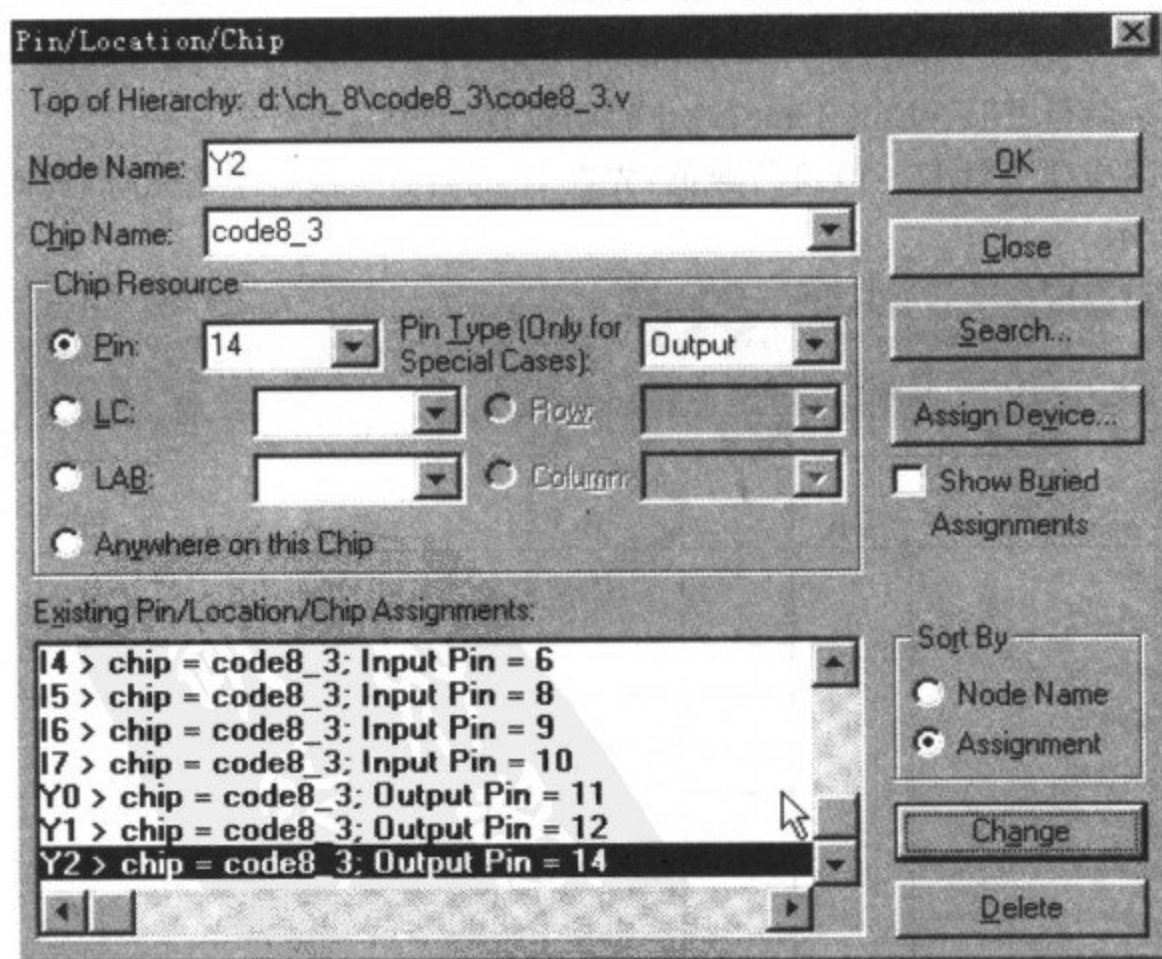 Pin/Location/Chip
Top of Hierarchy: d:\ch_8\code8_3\code8_3.v
Node Name: Y2
OK
Chip Name: code8_3
Close
Chip Resource
Pin: 14 Pin Type (Only for Special Cases): Output
Search...
LC: Row:
Assign Device...
LAB: Column:
Show Buried Assignments
Anywhere on this Chip
Existing Pin/Location/Chip Assignments:
I4 > chip = code8_3; Input Pin = 6
I5 > chip = code8_3; Input Pin = 8
I6 > chip = code8_3; Input Pin = 9
I7 > chip = code8_3; Input Pin = 10
Y0 > chip = code8_3; Output Pin = 11
Y1 > chip = code8_3; Output Pin = 12
Y2 > chip = code8_3; Output Pin = 14
Sort By
Node Name
Assignment
Change
Delete